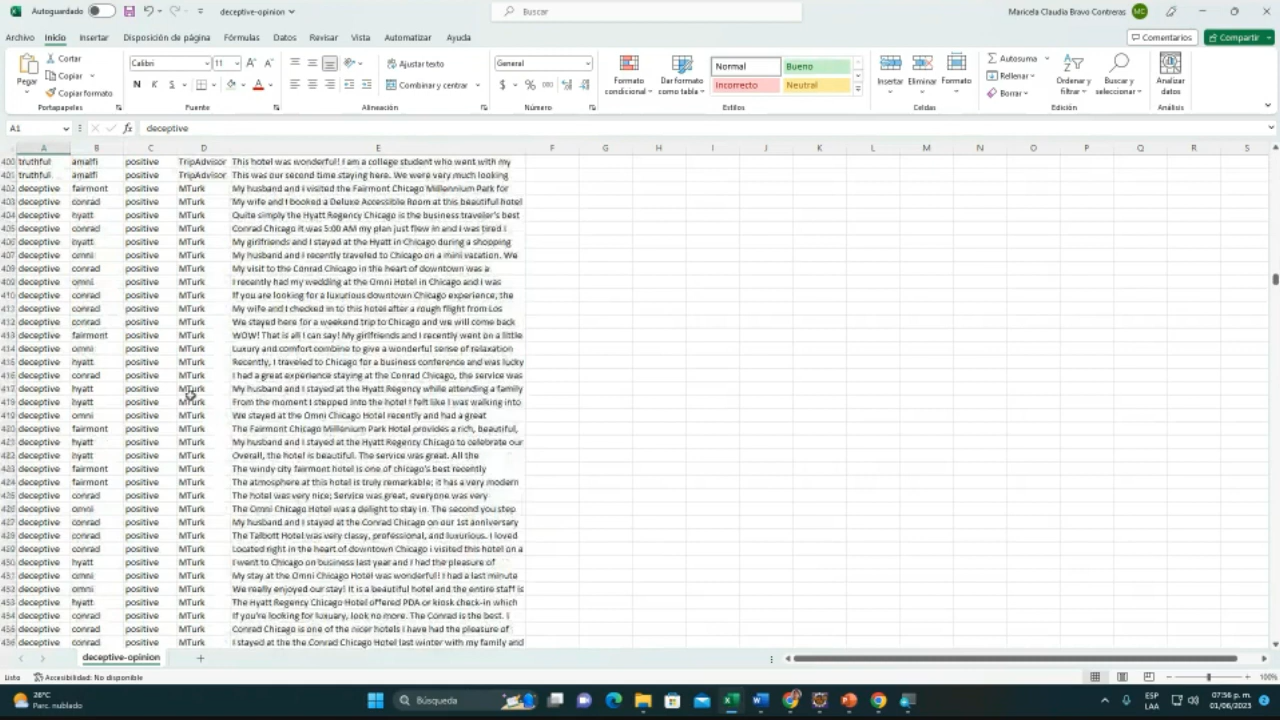 Autoguardado
deceptive-opinion
Buscar
Maricela Claudia Bravo Contreras
MC
Archivo Inicio Insertar Disposición de página Fórmulas Datos Revisar Vista Automatizar Ayuda
Comentarios
Compartir
Pegar
Cortar
Copiar
Copiar formato
Portapapeles
Calibri
11
N K S
Fuente
Ajustar texto
Combinar y centrar
Alineación
General
Número
Formato condicional
Dar formato como tabla
Normal
Bueno
Incorrecto
Neutral
Estilos
Insertar
Eliminar
Formato
Celdas
Autosuma
Rellenar
Borrar
Ordenar y filtrar
Buscar y seleccionar
Edición
Analizar datos
Análisis
A1
fx
deceptive
A B C D E F G H I J K L M N O P Q R S
400 truthful amalfi positive TripAdvisor This hotel was wonderful! I am a college student who went with my
401 truthful amalfi positive TripAdvisor This was our second time staying here. We were very much looking
402 deceptive fairmont positive MTurk My husband and I visited the Fairmont Chicago Millennium Park for
403 deceptive conrad positive MTurk My wife and I booked a Deluxe Accessible Room at this beautiful hotel
404 deceptive hyatt positive MTurk Quite simply the Hyatt Regency Chicago is the business traveler's best
405 deceptive conrad positive MTurk Conrad Chicago it was 5:00 AM my plan just flew in and i was tired I
406 deceptive hyatt positive MTurk My girlfriends and I stayed at the Hyatt in Chicago during a shopping
407 deceptive omni positive MTurk My husband and I recently traveled to Chicago on a mini vacation. We
deceptive conrad positive MTurk My visit to the Conrad Chicago in the heart of downtown was a
409 deceptive omni positive MTurk I recently had my wedding at the Omni Hotel in Chicago and I was
410 deceptive conrad positive MTurk If you are looking for a luxurious downtown Chicago experience, the
411 deceptive conrad positive MTurk My wife and I checked in to this hotel after a rough flight from Los
412 deceptive conrad positive MTurk We stayed here for a weekend trip to Chicago and we will come back
413 deceptive fairmont positive MTurk WOW! That is all I can say! My girlfriends and I recently went on a little
414 deceptive omni positive MTurk Luxury and comfort combine to give a wonderful sense of relaxation
415 deceptive hyatt positive MTurk Recently, I traveled to Chicago for a business conference and was lucky
416 deceptive conrad positive MTurk I had a great experience staying at the Conrad Chicago, the service was
417 deceptive hyatt positive MTurk My husband and I stayed at the Hyatt Regency while attending a family
deceptive hyatt positive MTurk From the moment I stepped into the hotel I felt like I was walking into
419 deceptive omni positive MTurk We stayed at the Omni Chicago Hotel recently and had a great
420 deceptive fairmont positive MTurk The Fairmont Chicago Millenium Park Hotel provides a rich, beautiful,
421 deceptive hyatt positive MTurk My husband and I stayed at the Hyatt Regency Chicago to celebrate our
422 deceptive hyatt positive MTurk Overall, the hotel is beautiful. The service was great. All the
423 deceptive fairmont positive MTurk The windy city fairmont hotel is one of chicago's best recently
424 deceptive fairmont positive MTurk The atmosphere at this hotel is truly remarkable; it has a very modern
deceptive conrad positive MTurk The hotel was very nice; Service was great, everyone was very
deceptive omni positive MTurk The Omni Chicago Hotel was a delight to stay in. The second you step
deceptive conrad positive MTurk My husband and I stayed at the Conrad Chicago on our 1st anniversary
deceptive conrad positive MTurk The Talbott Hotel was very classy, professional, and luxurious. I loved
deceptive conrad positive MTurk Located right in the heart of downtown Chicago i visited this hotel on a
deceptive hyatt positive MTurk I went to Chicago on business last year and I had the pleasure of
deceptive omni positive MTurk My stay at the Omni Chicago Hotel was wonderful! I had a last minute
deceptive omni positive MTurk We really enjoyed our stay! It is a beautiful hotel and the entire staff is
deceptive hyatt positive MTurk The Hyatt Regency Chicago Hotel offered PDA or kiosk check-in which
deceptive conrad positive MTurk If you're looking for luxuary, look no more. The Conrad is the best. I
deceptive conrad positive MTurk Conrad Chicago is one of the nicer hotels I have had the pleasure of
deceptive conrad positive MTurk I stayed at the the Conrad Chicago Hotel last winter with my family and
deceptive-opinion
Listo
Accesibilidad: No disponible
100%
26°C
Parc. nublado
Búsqueda
ESP
LAA
07:56 p. m.
01/06/2023